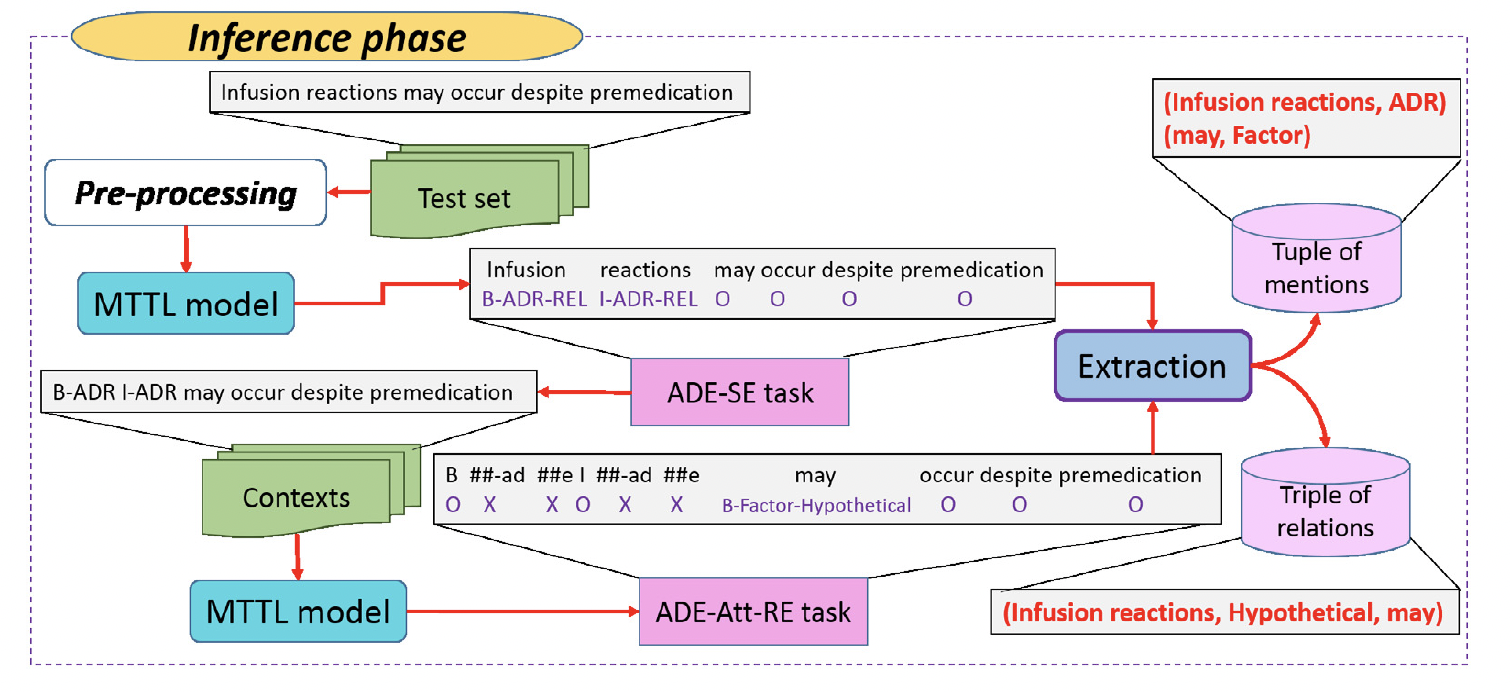 Inference phase
Infusion reactions may occur despite premedication
(Infusion reactions, ADR)
(may, Factor)
Pre-processing
Test set
Tuple of
mentions
MTTL model
Infusion reactions may occur despite premedication
B-ADR-REL I-ADR-REL O O O O
Extraction
B-ADR I-ADR may occur despite premedication
ADE-SE task
Contexts
B ##-ad ##e I ##-ad ##e may occur despite premedication
O X X O X X B-Factor-Hypothetical O O O
Triple of
relations
MTTL model
ADE-Att-RE task
(Infusion reactions, Hypothetical, may)